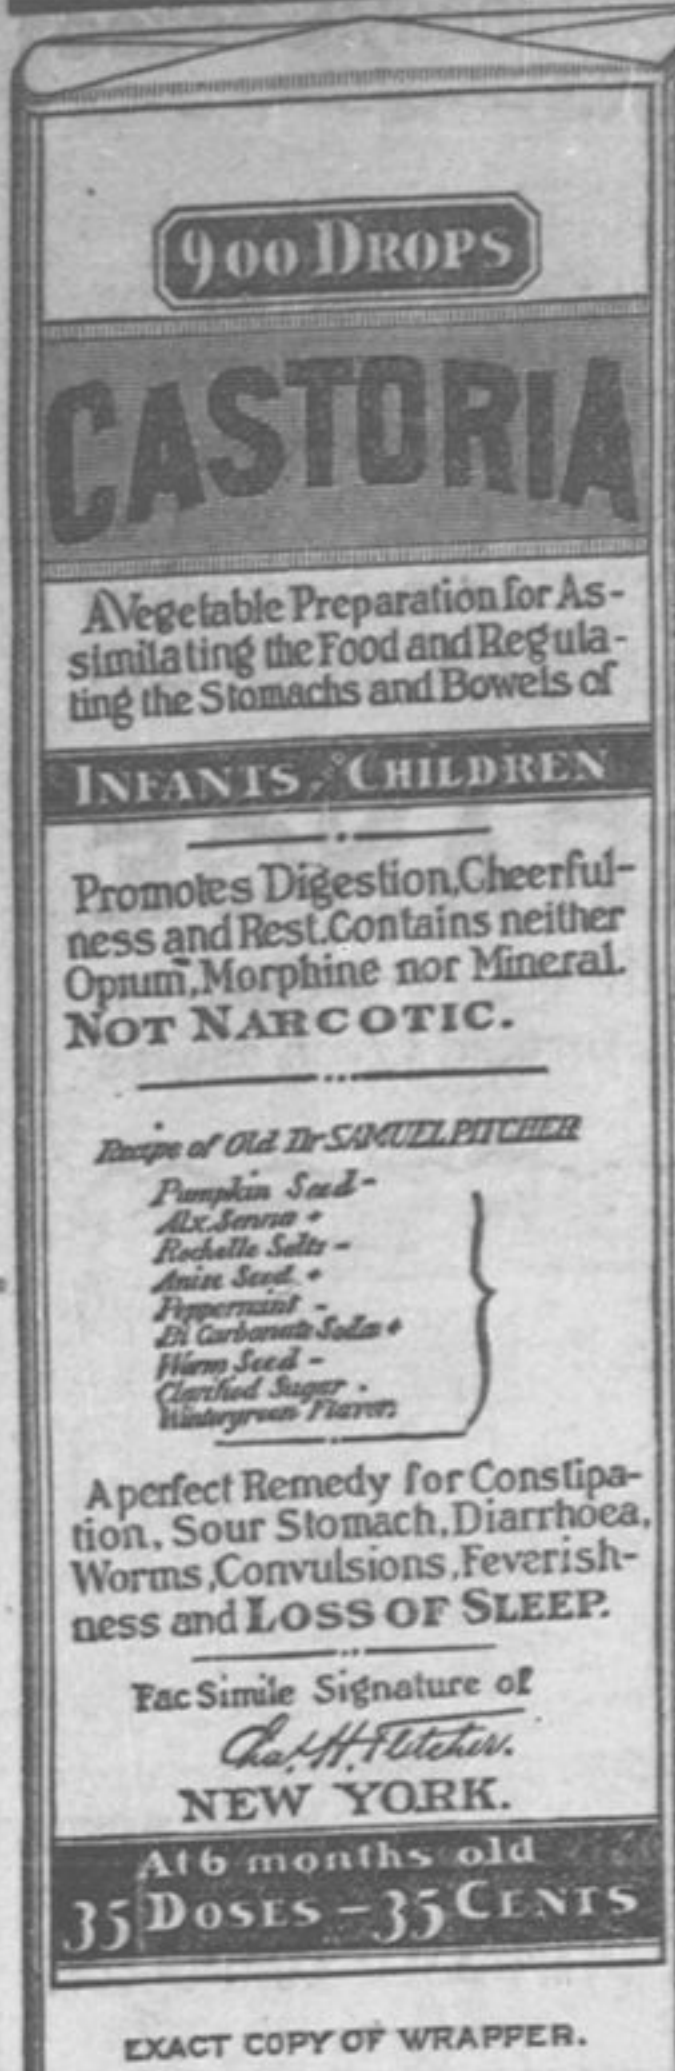 900 DROPS
CASTORIA
A Vegetable Preparation for As-
similating the Food and Regula-
ting the Stomachs and Bowels of
INFANTS, AND CHILDREN
Promotes Digestion, Cheerful-
ness and Rest. Contains neither
Opium, Morphine nor Mineral.
NOT NARCOTIC.
Recipe of Old Dr SAMUEL PITCHER
Pumpkin Seed -
Alx. Senna +
Rochelle Salts -
Anise Seed +
Peppermint -
Bi Carbonate Soda +
Worm Seed -
Clarified Sugar .
Wintergreen Flavor.
A perfect Remedy for Constipa-
tion, Sour Stomach, Diarrhoea,
Worms, Convulsions, Feverish-
ness and LOSS OF SLEEP.
Fac Simile Signature of
Chas. H. Fletcher.
NEW YORK.
At 6 months old
35 DOSES - 35 CENTS
EXACT COPY OF WRAPPER.